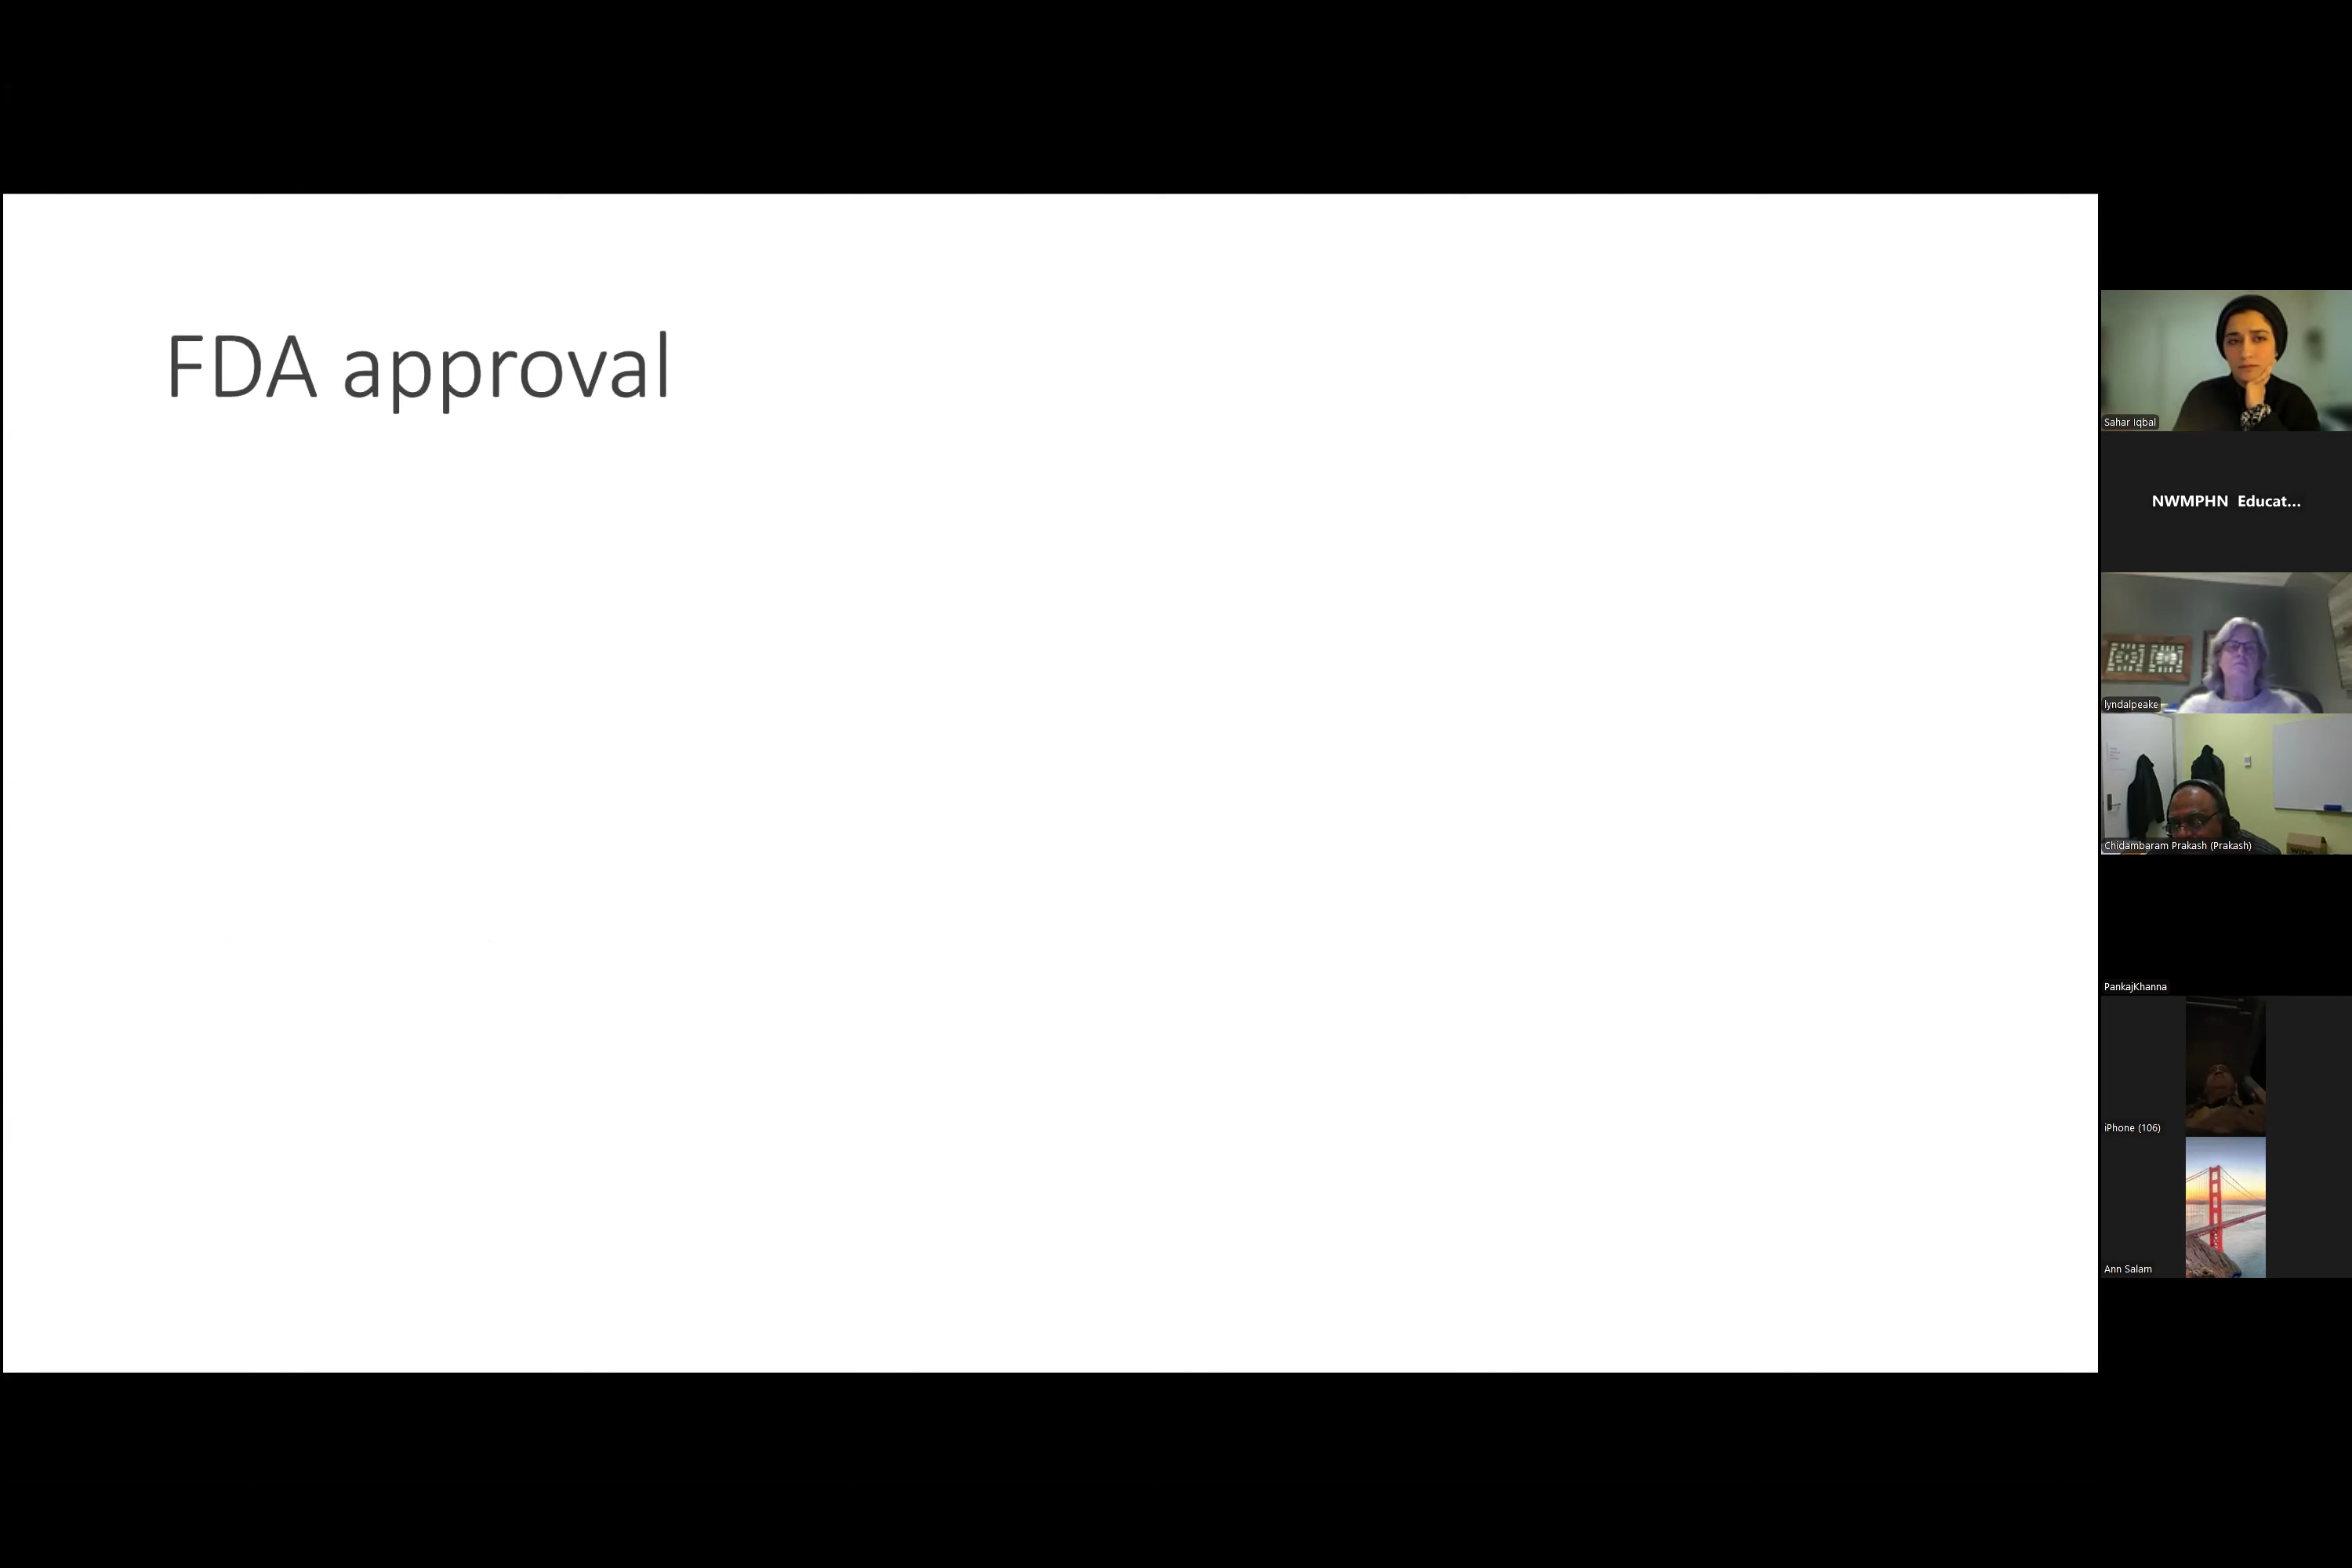 FDA approval
Sahar Iqbal
NWMPHN Educat...
lyndalpeake
Chidambaram Prakash (Prakash)
PankajKhanna
iPhone (106)
Ann Salam